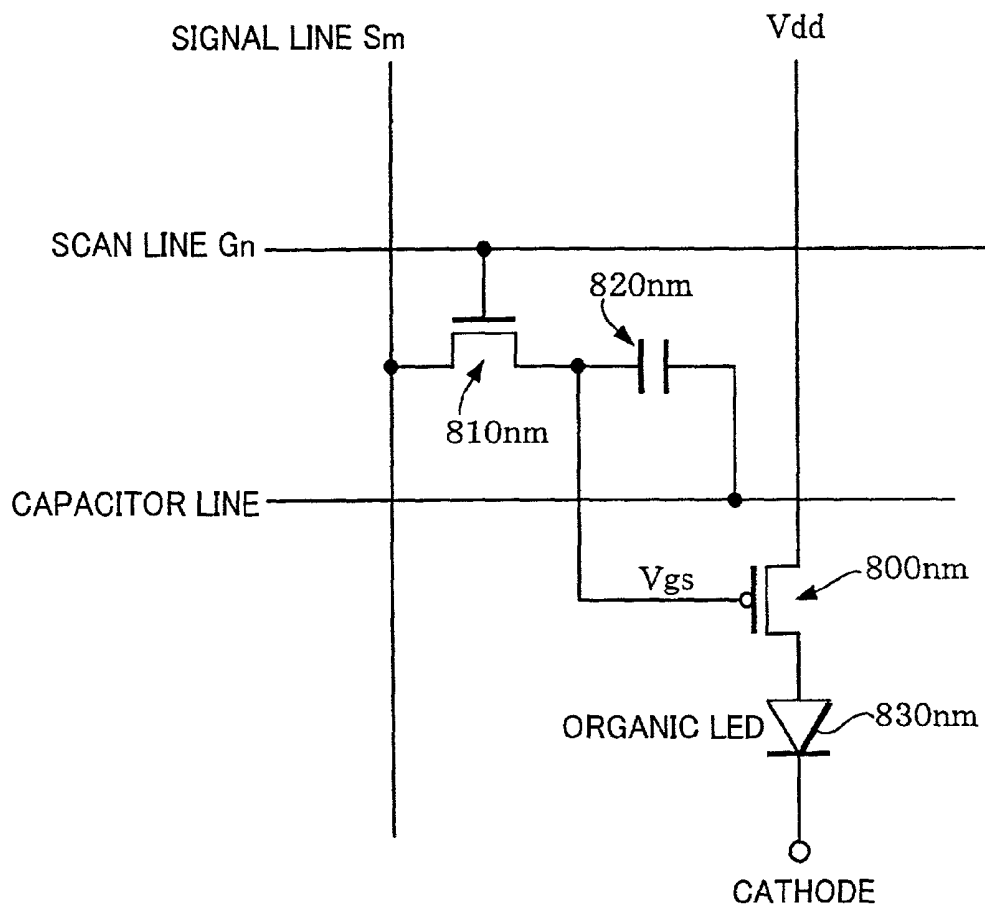 SIGNAL LINE Sm
Vdd
SCAN LINE Gn
820nm
810nm
CAPACITOR LINE
Vgs
800nm
ORGANIC LED
830nm
CATHODE